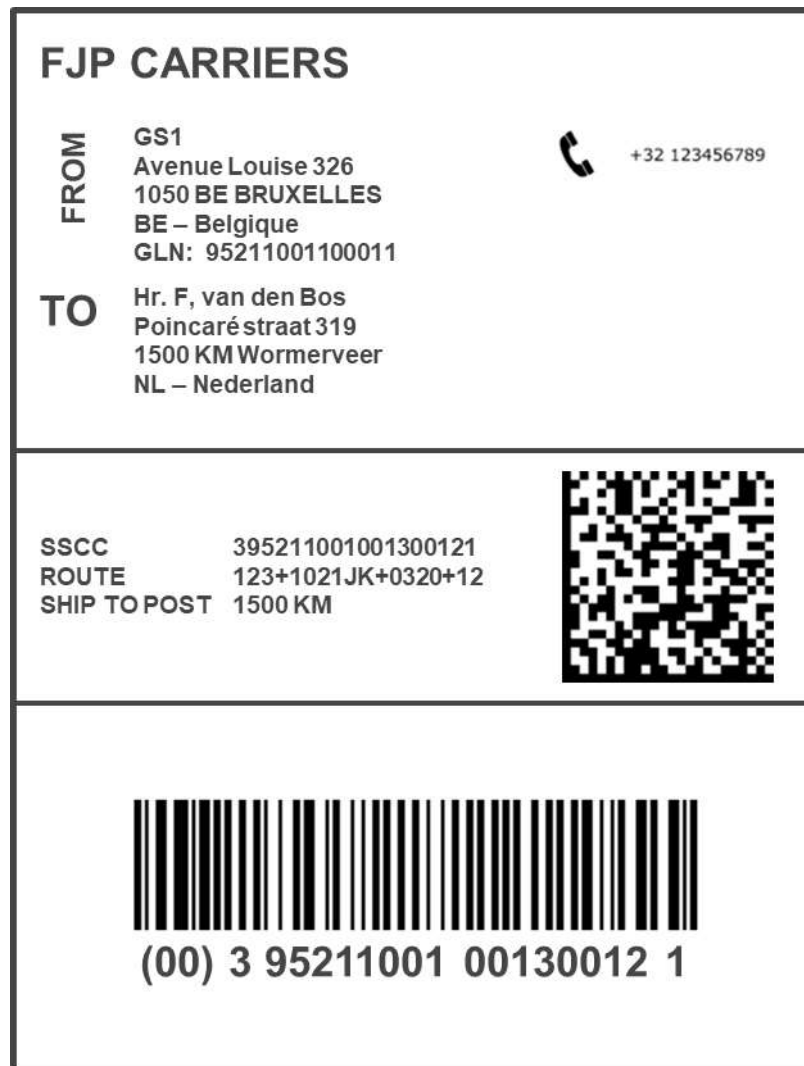 FJP CARRIERS
FROM
GS1
Avenue Louise 326
1050 BE BRUXELLES
BE – Belgique
GLN: 95211001100011
+32 123456789
TO
Hr. F, van den Bos
Poincaréstraat 319
1500 KM Wormerveer
NL – Nederland
SSCC 395211001001300121
ROUTE 123+1021JK+0320+12
SHIP TO POST 1500 KM
(00) 3 95211001 00130012 1